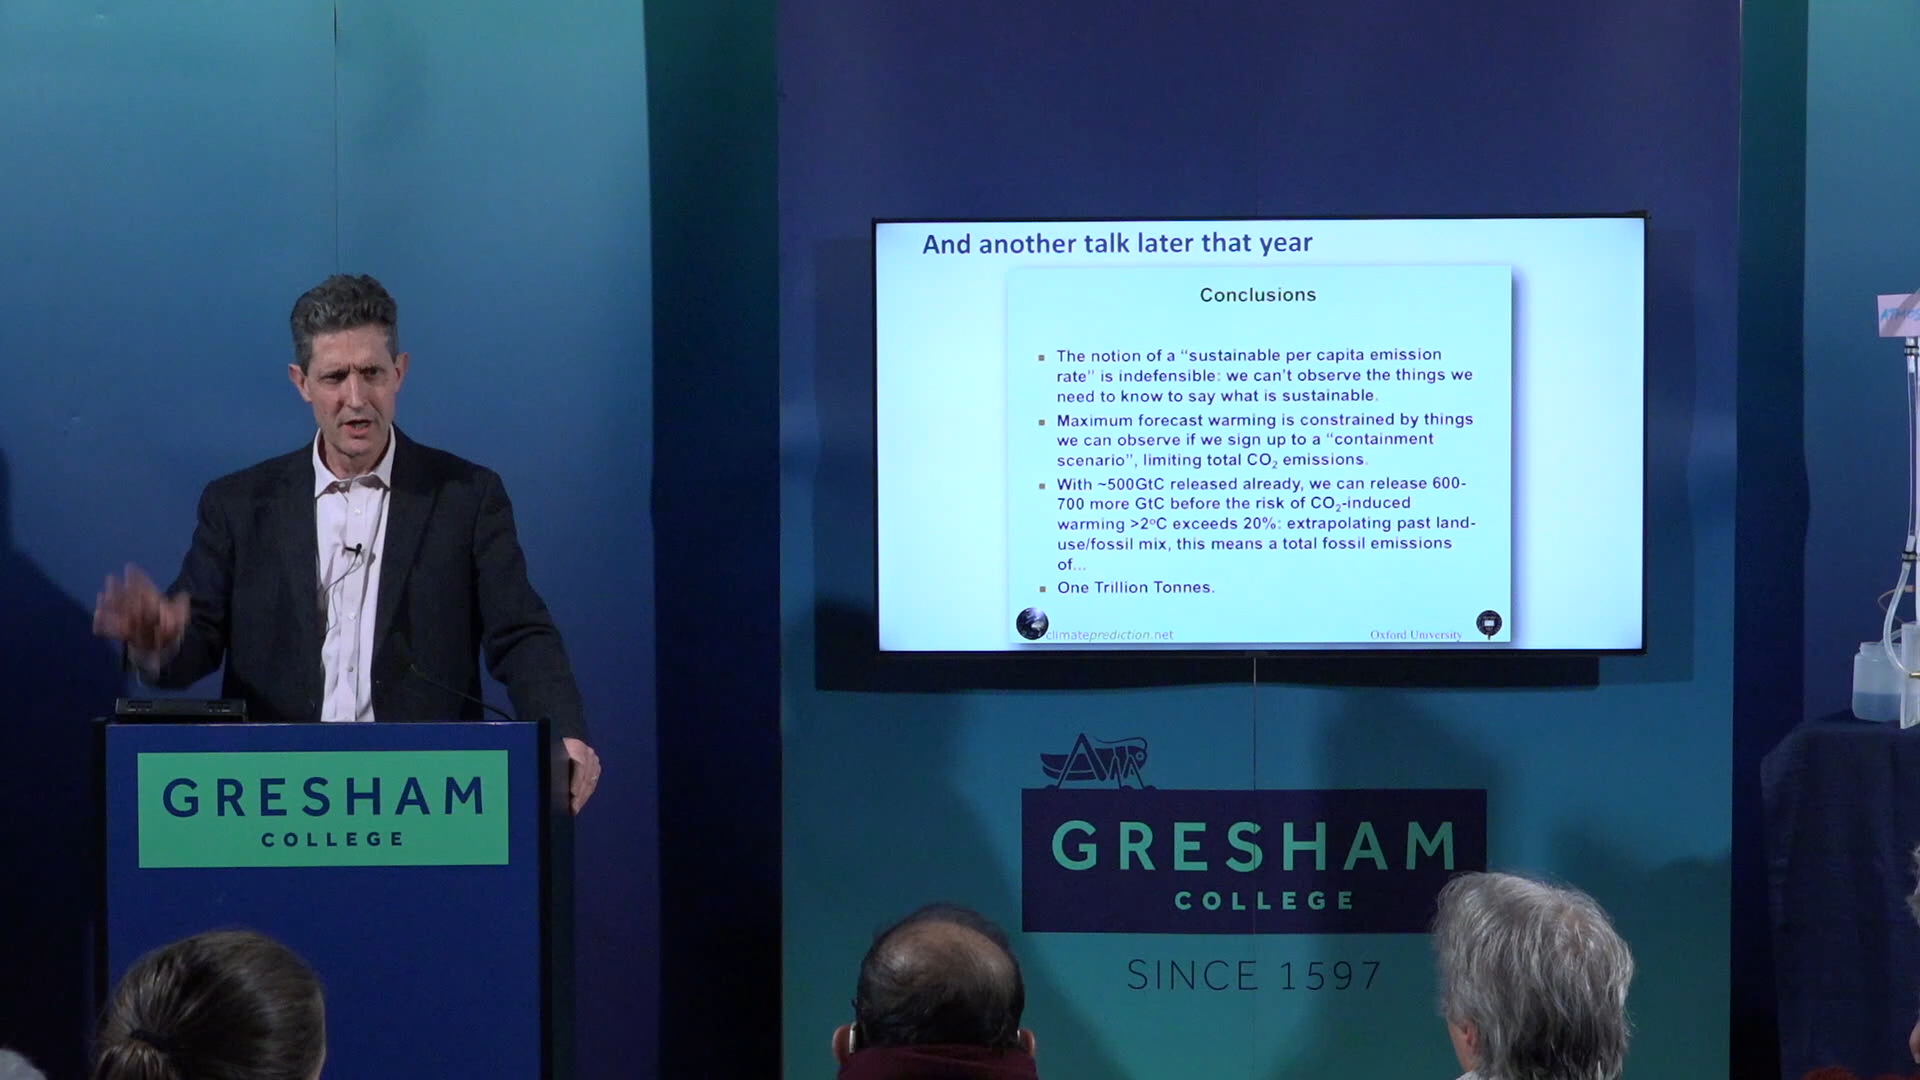 And another talk later that year
Conclusions
The notion of a “sustainable per capita emission
rate” is indefensible: we can’t observe the things we
need to know to say what is sustainable.
Maximum forecast warming is constrained by things
we can observe if we sign up to a “containment
scenario”, limiting total CO₂ emissions.
With ~500GtC released already, we can release 600-
700 more GtC before the risk of CO₂-induced
warming >2°C exceeds 20%: extrapolating past land-
use/fossil mix, this means a total fossil emissions
of...
One Trillion Tonnes.
climateprediction.net
Oxford University
GRESHAM
COLLEGE
GRESHAM
COLLEGE
SINCE 1597